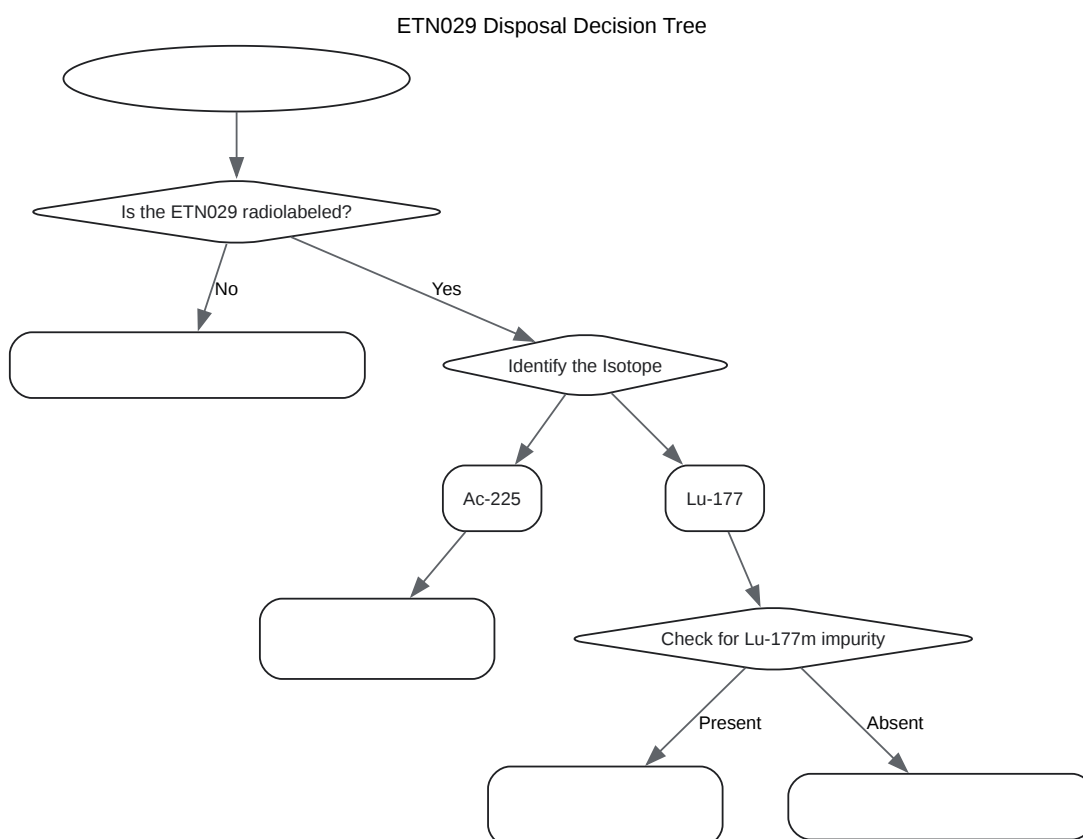 ETN029 Disposal Decision Tree
Is the ETN029 radiolabeled?
No
Yes
Identify the Isotope
Ac-225
Lu-177
Check for Lu-177m impurity
Present
Absent